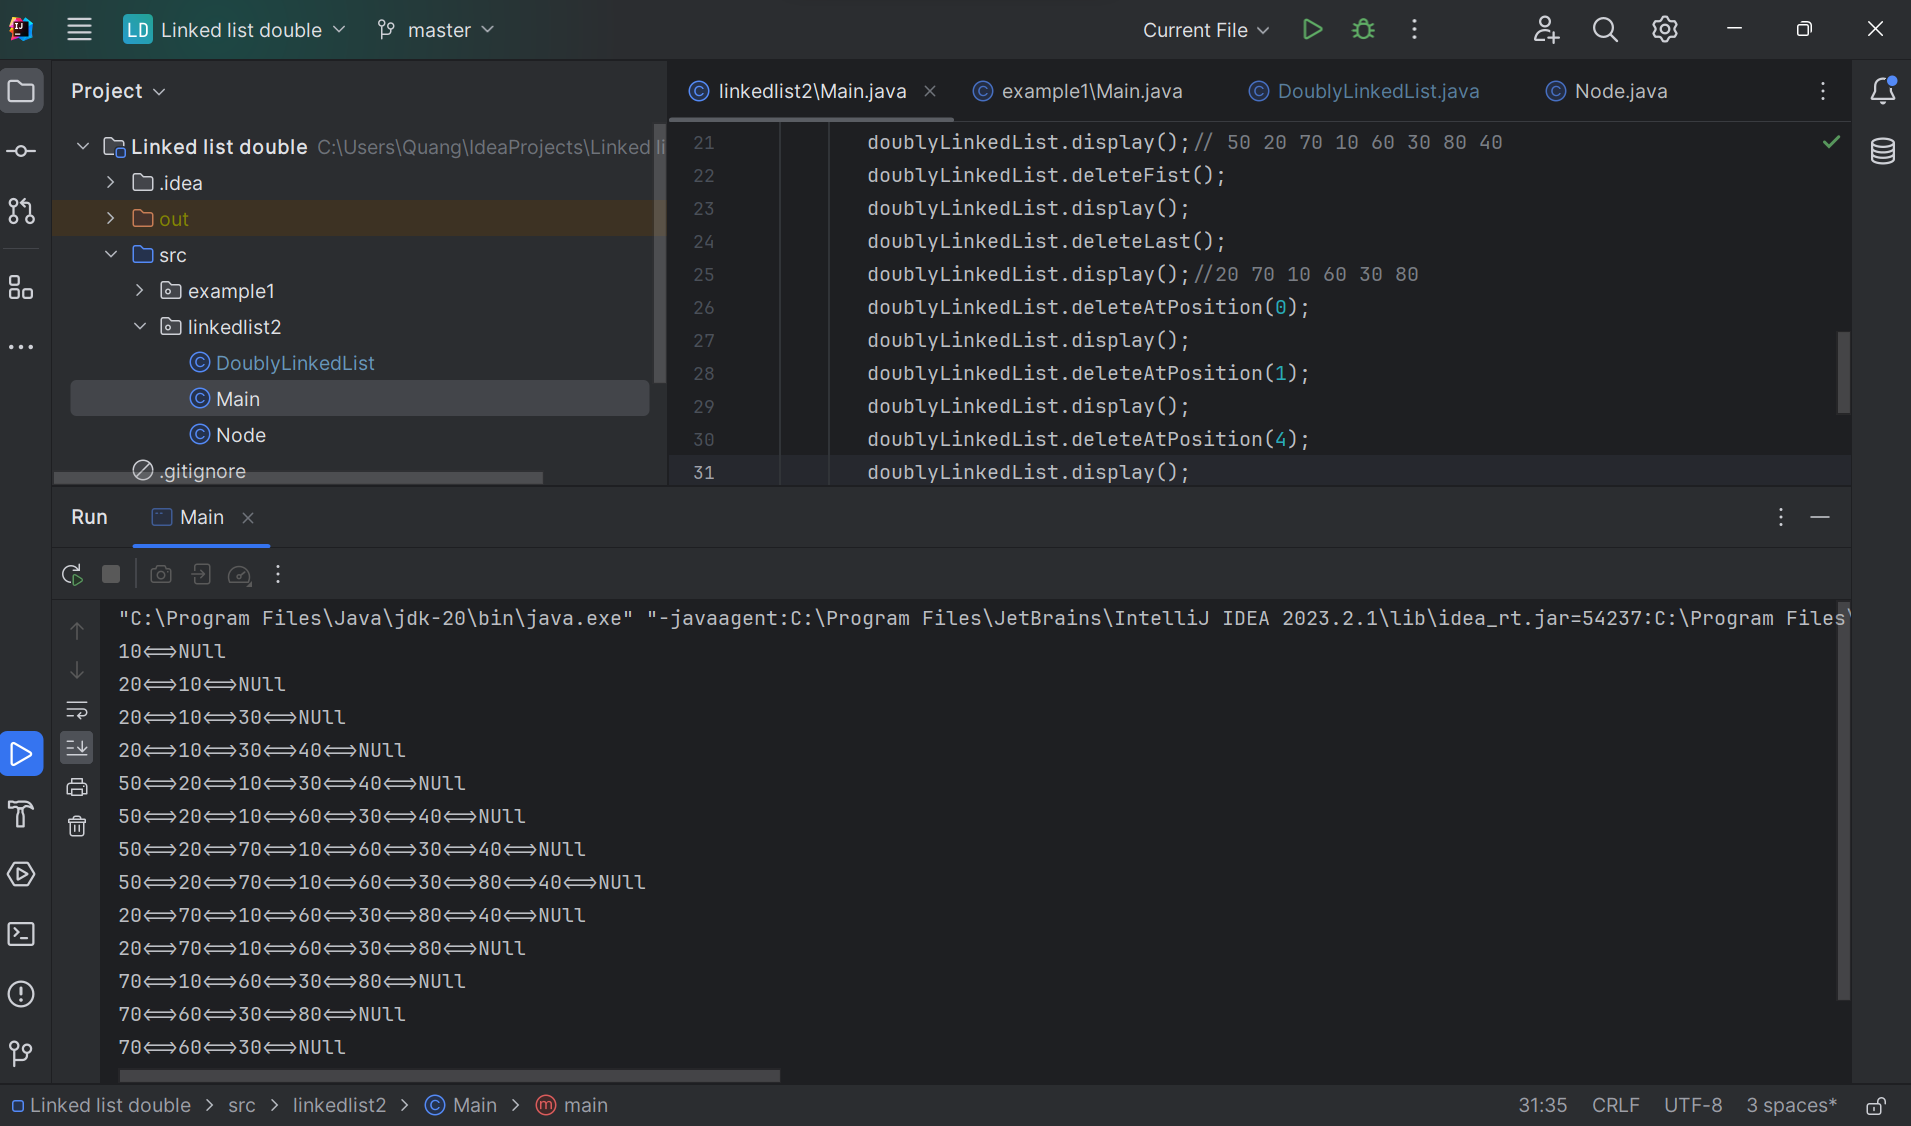 LD Linked list double master Current File
Project
Linked list double C:\Users\Quang\IdeaProjects\Linked li
.idea
out
src
example1
linkedlist2
DoublyLinkedList
Main
Node
.gitignore
linkedlist2\Main.java example1\Main.java DoublyLinkedList.java Node.java
21 doublyLinkedList.display();// 50 20 70 10 60 30 80 40
22 doublyLinkedList.deleteFist();
23 doublyLinkedList.display();
24 doublyLinkedList.deleteLast();
25 doublyLinkedList.display();//20 70 10 60 30 80
26 doublyLinkedList.deleteAtPosition(0);
27 doublyLinkedList.display();
28 doublyLinkedList.deleteAtPosition(1);
29 doublyLinkedList.display();
30 doublyLinkedList.deleteAtPosition(4);
31 doublyLinkedList.display();
Run Main
"C:\Program Files\Java\jdk-20\bin\java.exe" "-javaagent:C:\Program Files\JetBrains\IntelliJ IDEA 2023.2.1\lib\idea_rt.jar=54237:C:\Program Files\
10<==>NUll
20<==>10<==>NUll
20<==>10<==>30<==>NUll
20<==>10<==>30<==>40<==>NUll
50<==>20<==>10<==>30<==>40<==>NUll
50<==>20<==>10<==>60<==>30<==>40<==>NUll
50<==>20<==>70<==>10<==>60<==>30<==>40<==>NUll
50<==>20<==>70<==>10<==>60<==>30<==>80<==>40<==>NUll
20<==>70<==>10<==>60<==>30<==>80<==>40<==>NUll
20<==>70<==>10<==>60<==>30<==>80<==>NUll
70<==>10<==>60<==>30<==>80<==>NUll
70<==>60<==>30<==>80<==>NUll
70<==>60<==>30<==>NUll
Linked list double > src > linkedlist2 > Main > main 31:35 CRLF UTF-8 3 spaces*